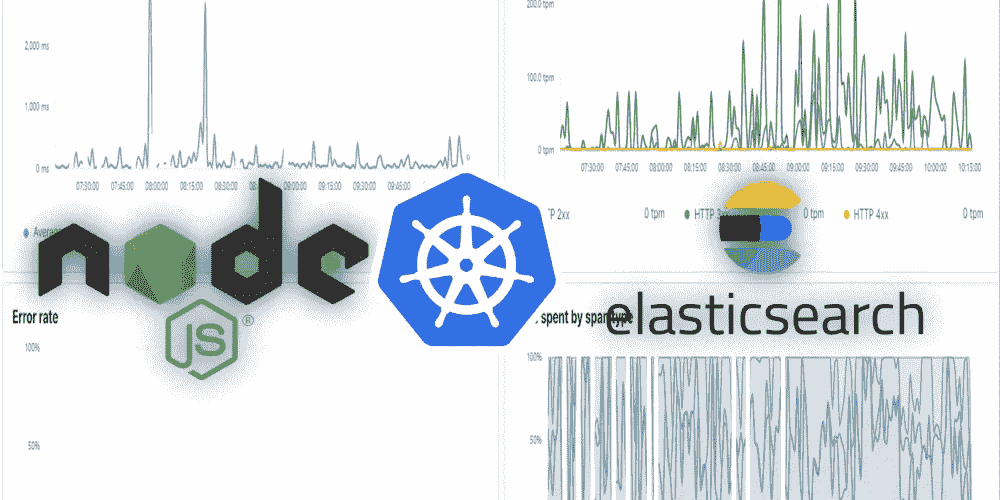 2,000 ms
1,000 ms
0 ms
07:30:00 07:45:00 08:00:00 08:15:00 08:30:00 09:00:00 09:15:00 09:30:00 09:45:00
200.0 tpm
100.0 tpm
0 tpm
07:30:00 07:45:00 08:00:00 08:15:00 08:30:00 08:45:00 09:00:00 09:15:00 09:30:00 09:45:00 10:00:00 10:15:00
0 tpm HTTP 0 tpm HTTP 4xx 0 tpm
node
JS®
elasticsearch
Error rate
100%
50%
spent by span type
100%
50%